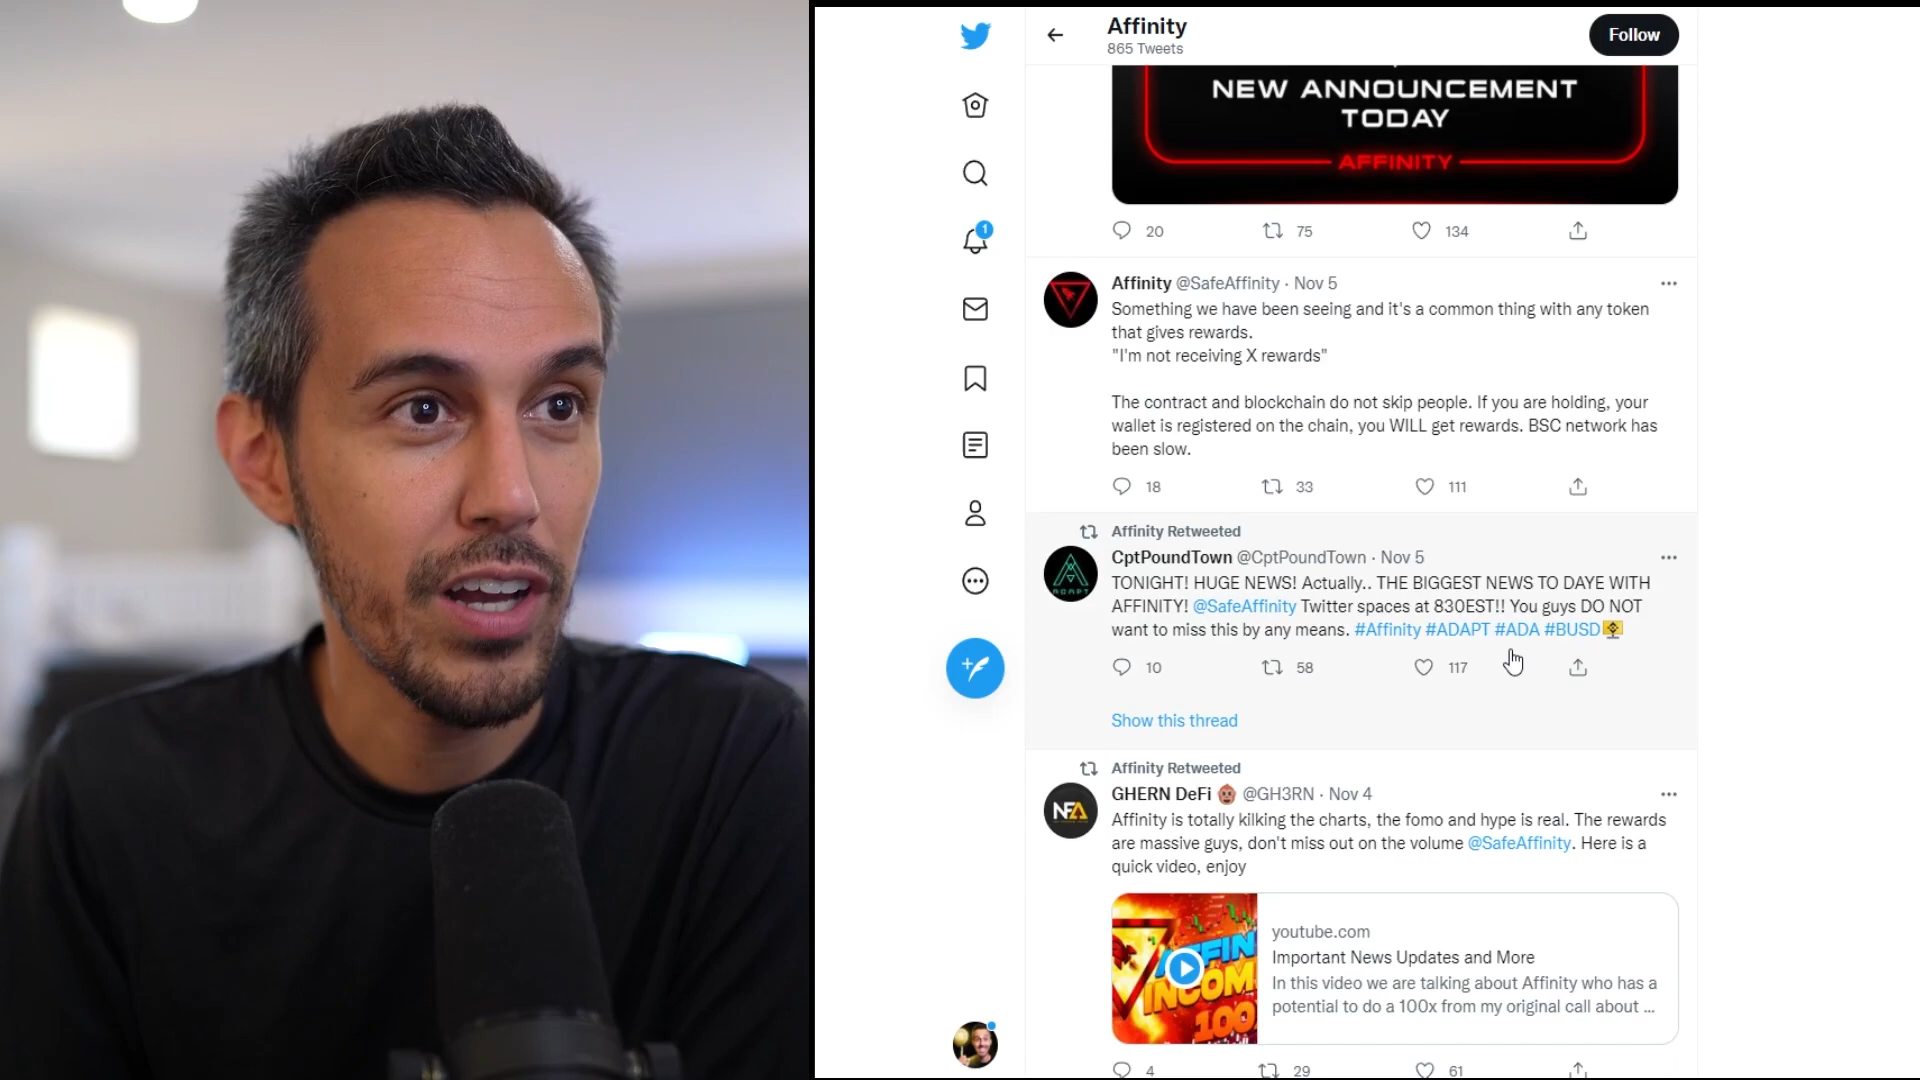 Affinity
865 Tweets
Follow
NEW ANNOUNCEMENT
TODAY
AFFINITY
20 75 134
1
Affinity @SafeAffinity · Nov 5
Something we have been seeing and it's a common thing with any token
that gives rewards.
"I'm not receiving X rewards"
The contract and blockchain do not skip people. If you are holding, your
wallet is registered on the chain, you WILL get rewards. BSC network has
been slow.
18 33 111
Affinity Retweeted
CptPoundTown @CptPoundTown · Nov 5
ADAPT
TONIGHT! HUGE NEWS! Actually.. THE BIGGEST NEWS TO DAYE WITH
AFFINITY! @SafeAffinity Twitter spaces at 830EST!! You guys DO NOT
want to miss this by any means. #Affinity #ADAPT #ADA #BUSD
10 58 117
Show this thread
Affinity Retweeted
GHERN DeFi @GH3RN · Nov 4
NFA
Affinity is totally kilking the charts, the fomo and hype is real. The rewards
are massive guys, don't miss out on the volume @SafeAffinity. Here is a
quick video, enjoy
AFFIN
INCOM
100
youtube.com
Important News Updates and More
In this video we are talking about Affinity who has a
potential to do a 100x from my original call about ...
4 29 61